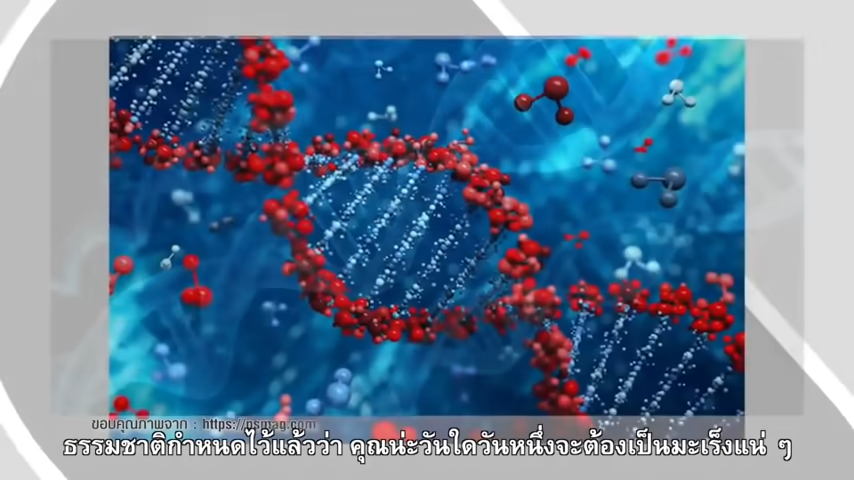 ขอบคุณภาพจาก : https://psmag.com
ธรรมชาติกำหนดไว้แล้วว่า คุณน่ะวันใดวันหนึ่งจะต้องเป็นมะเร็งแน่ ๆ